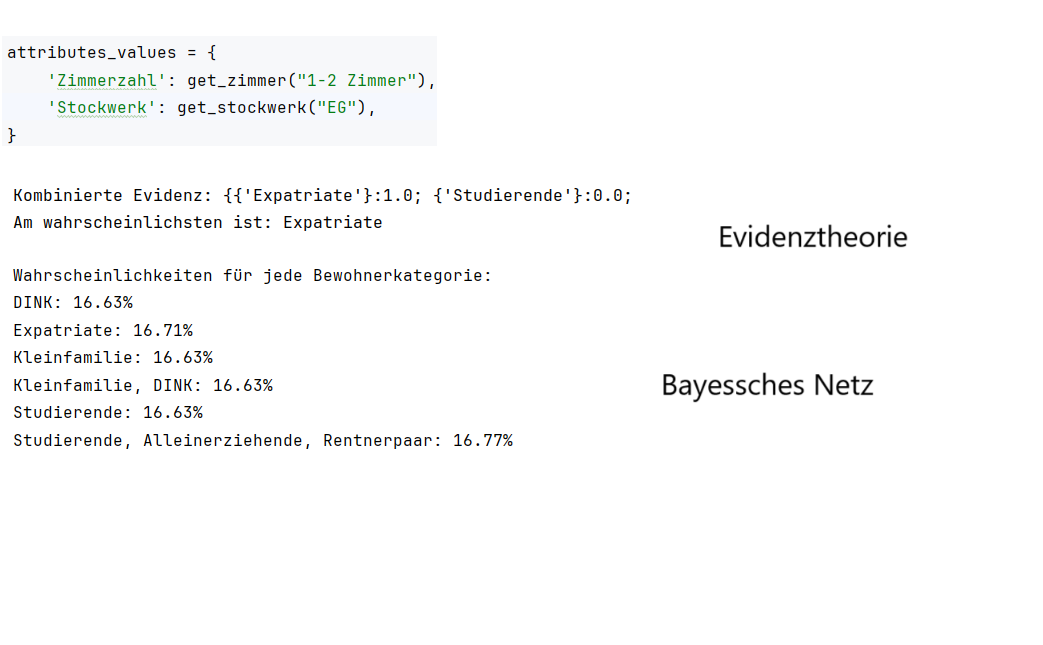 attributes_values = {
    'Zimmerzahl': get_zimmer("1-2 Zimmer"),
    'Stockwerk': get_stockwerk("EG"),
}
Kombinierte Evidenz: {{'Expatriate'}:1.0; {'Studierende'}:0.0;
Am wahrscheinlichsten ist: Expatriate
Evidenztheorie
Wahrscheinlichkeiten für jede Bewohnerkategorie:
DINK: 16.63%
Expatriate: 16.71%
Kleinfamilie: 16.63%
Kleinfamilie, DINK: 16.63%
Studierende: 16.63%
Studierende, Alleinerziehende, Rentnerpaar: 16.77%
Bayessches Netz